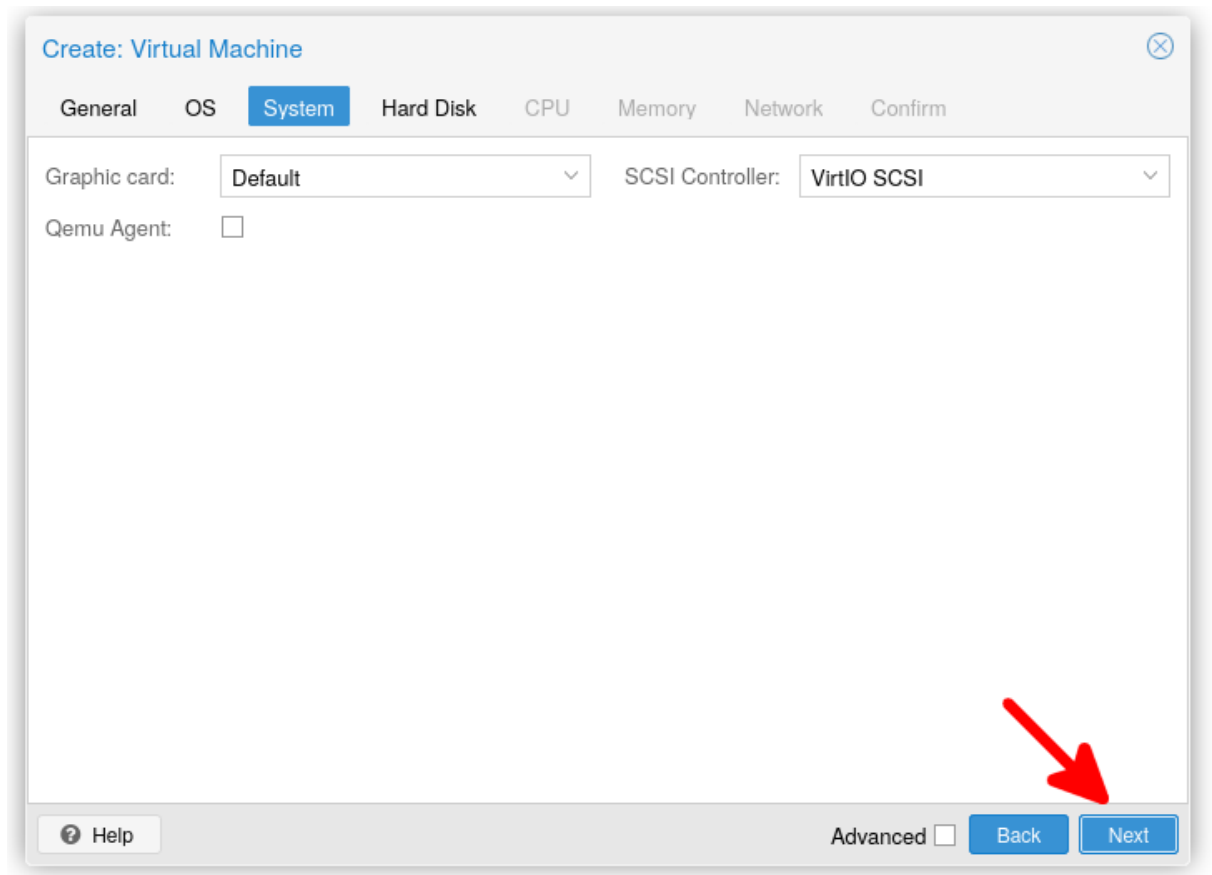 Create: Virtual Machine
General OS System Hard Disk CPU Memory Network Confirm
Graphic card: Default SCSI Controller: VirtIO SCSI
Qemu Agent:
Help Advanced Back Next